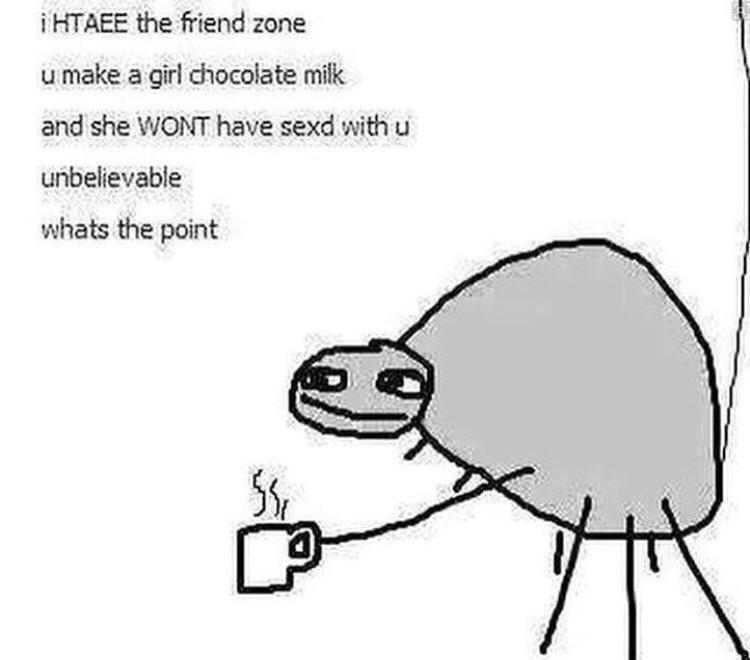 i HTAEE the friend zone
u make a girl chocolate milk
and she WONT have sexd with u
unbelievable
whats the point